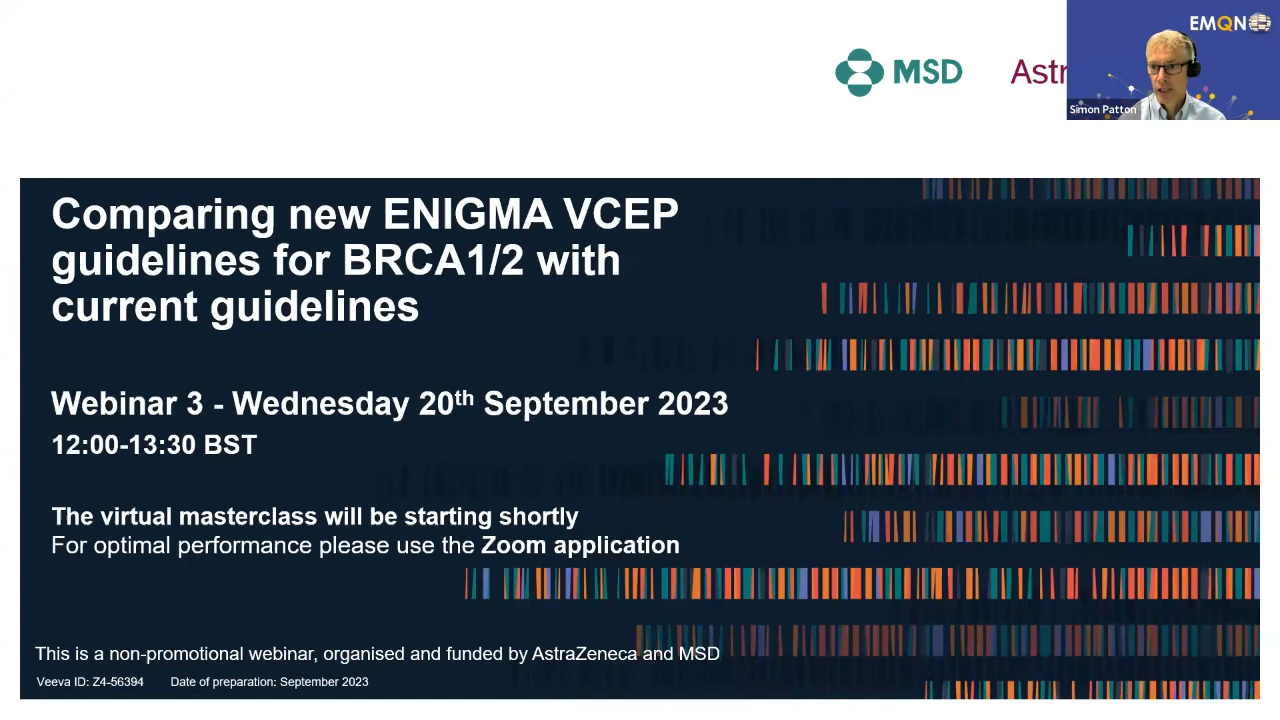 EMQN
MSD
Astr
Simon Patton
Comparing new ENIGMA VCEP
guidelines for BRCA1/2 with
current guidelines
Webinar 3 - Wednesday 20th September 2023
12:00-13:30 BST
The virtual masterclass will be starting shortly
For optimal performance please use the Zoom application
This is a non-promotional webinar, organised and funded by AstraZeneca and MSD
Veeva ID: Z4-56394 Date of preparation: September 2023